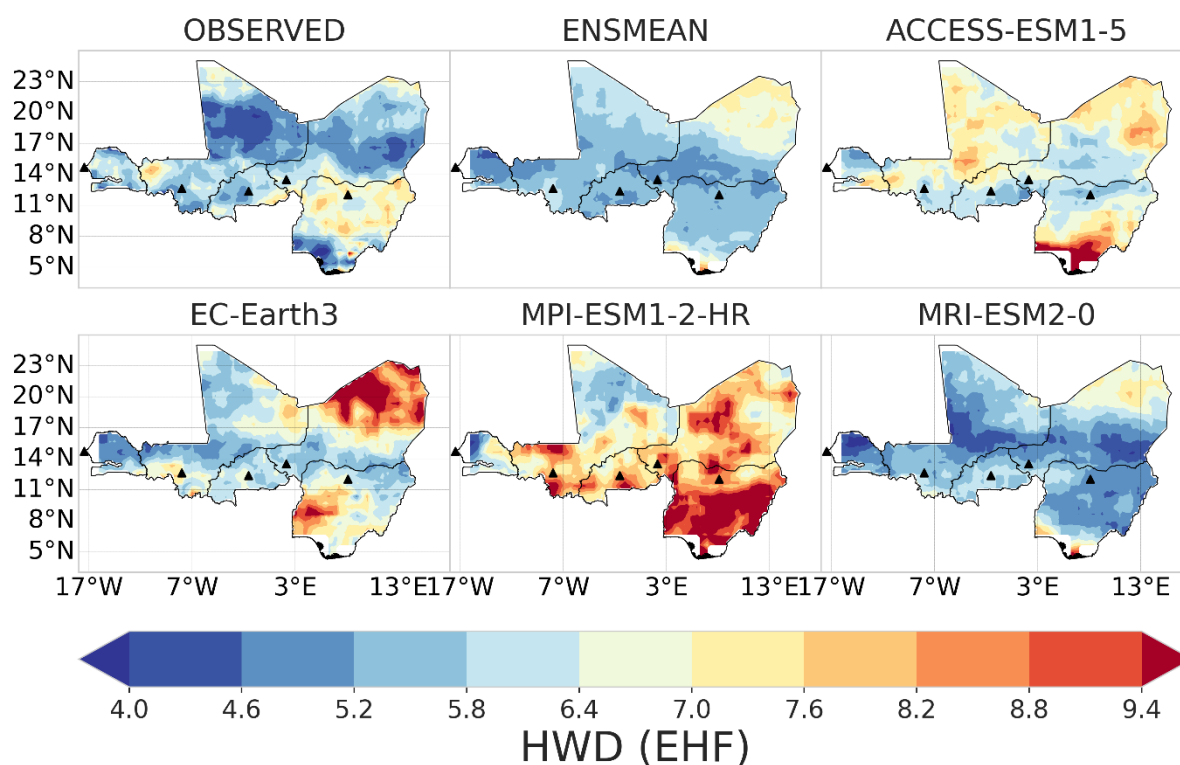 OBSERVED ENSMEAN ACCESS-ESM1-5
23°N
20°N
17°N
14°N
11°N
8°N
5°N
EC-Earth3 MPI-ESM1-2-HR MRI-ESM2-0
23°N
20°N
17°N
14°N
11°N
8°N
5°N
17°W 7°W 3°E 13°E 17°W 7°W 3°E 13°E 17°W 7°W 3°E 13°E
4.0 4.6 5.2 5.8 6.4 7.0 7.6 8.2 8.8 9.4
HWD (EHF)